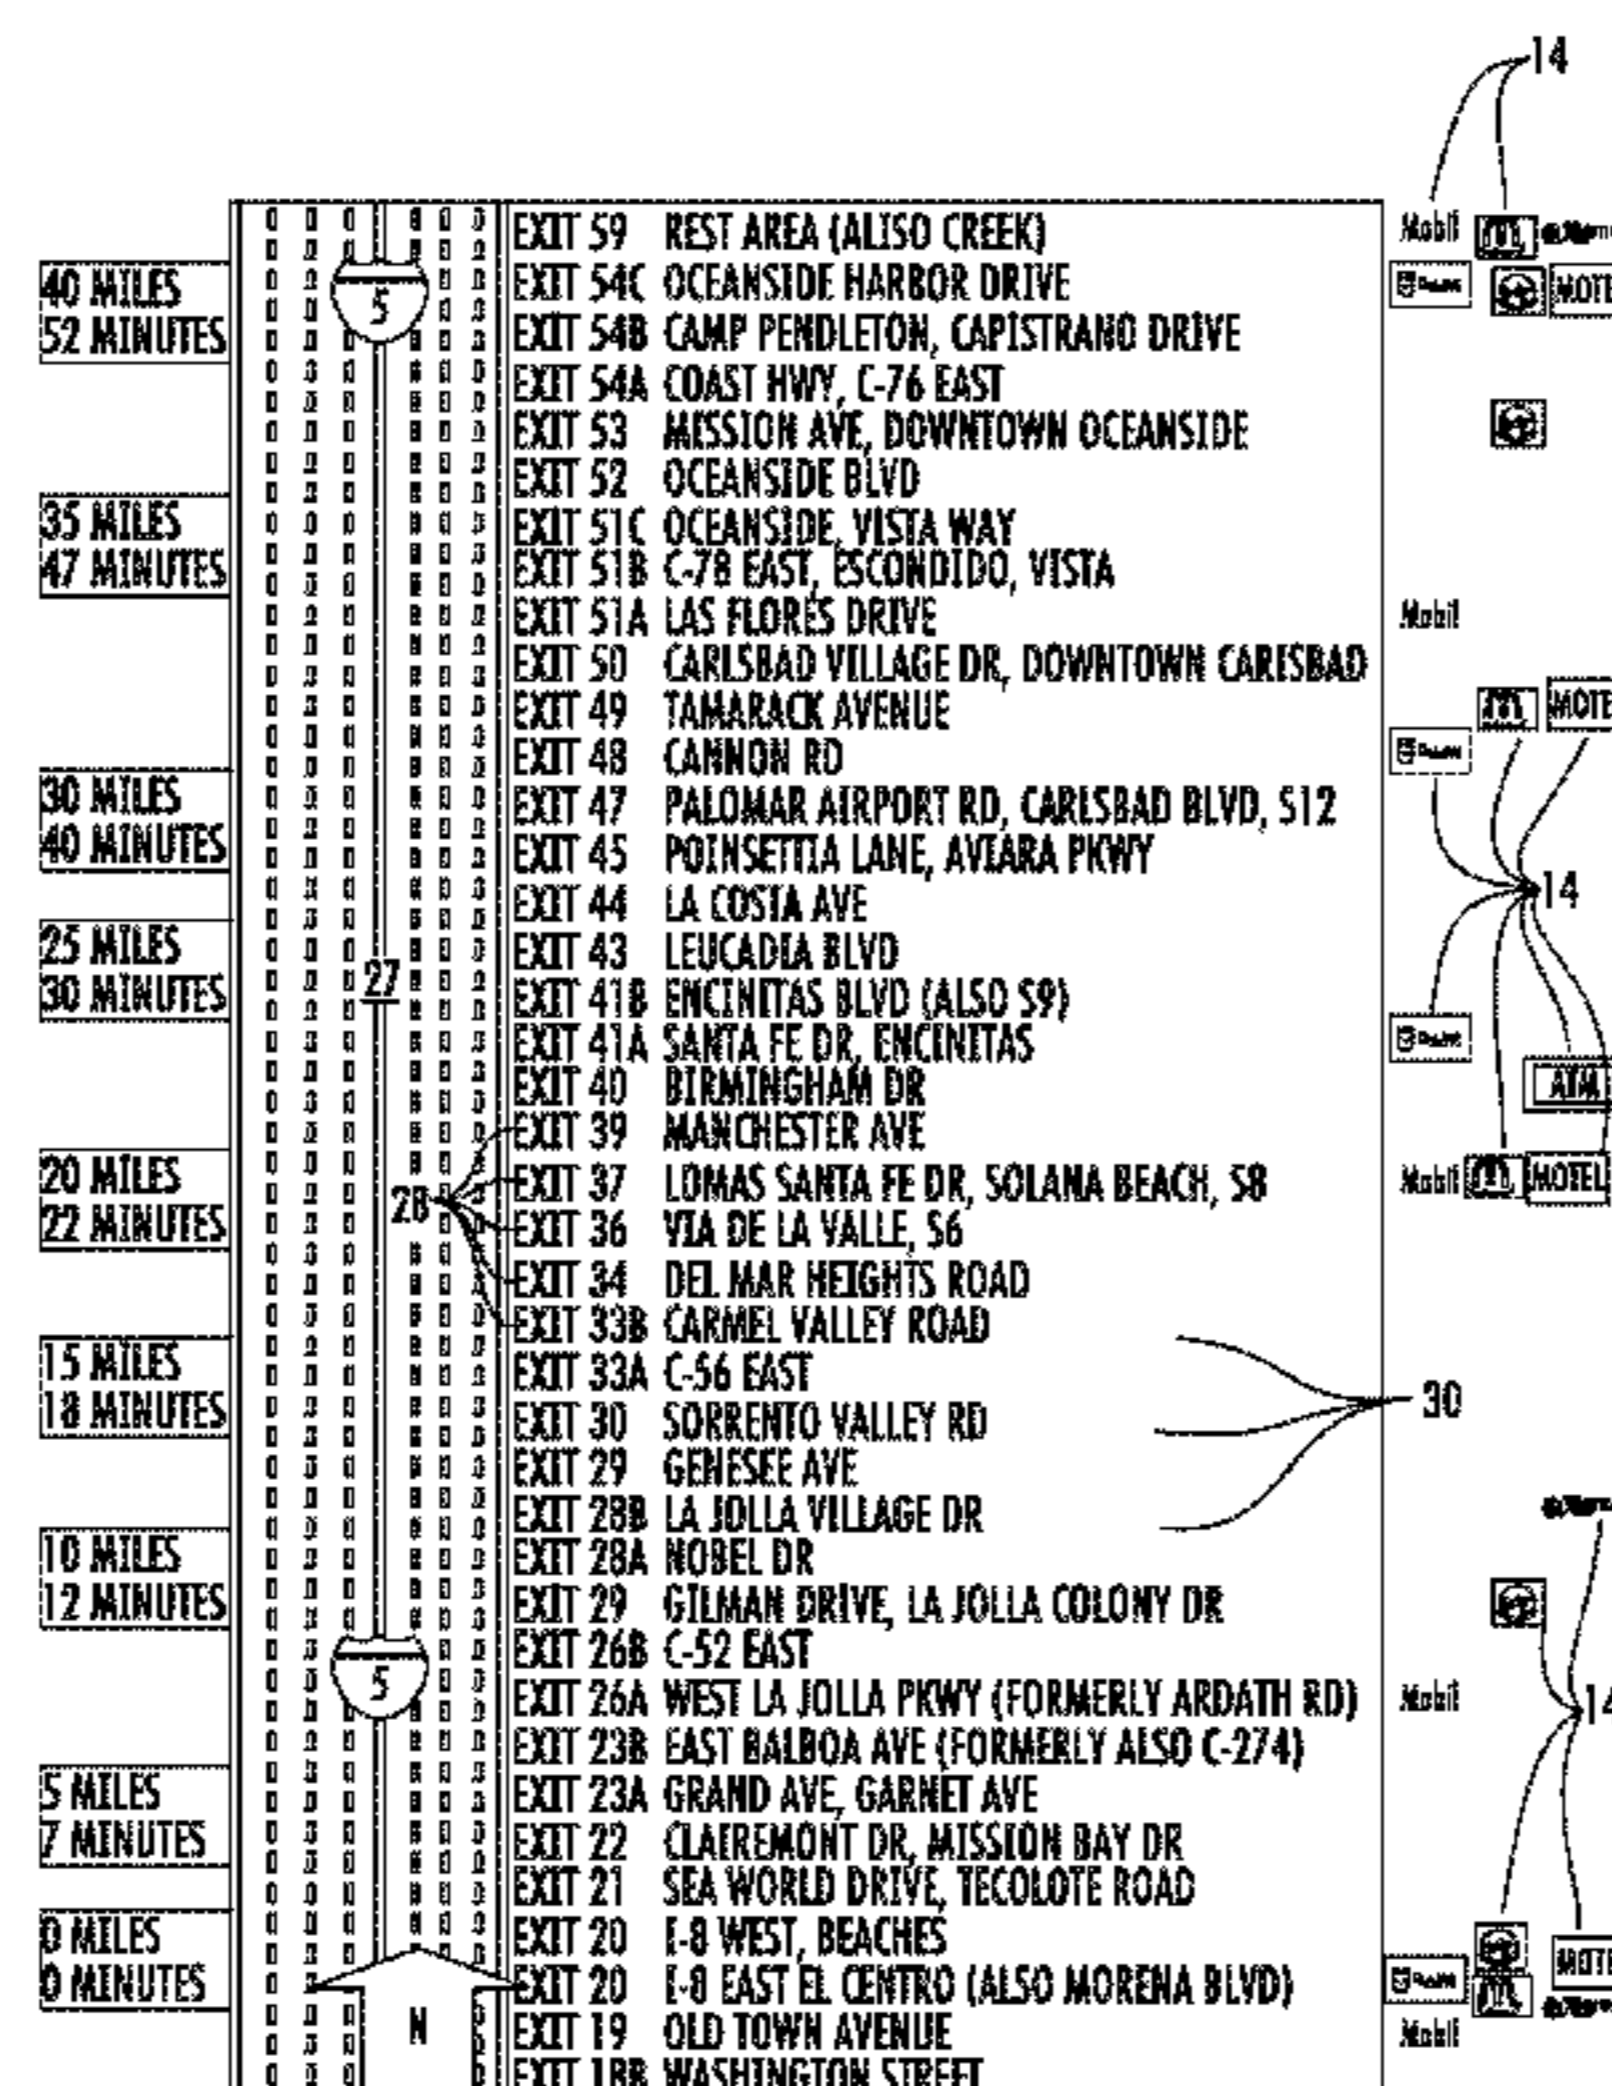 14
EXIT 59 REST AREA (ALISO CREEK) Mobil
40 MILES
52 MINUTES
5
EXIT 54C OCEANSIDE HARBOR DRIVE
EXIT 54B CAMP PENDLETON, CAPISTRANO DRIVE
EXIT 54A COAST HWY, C-76 EAST
EXIT 53 MISSION AVE, DOWNTOWN OCEANSIDE
EXIT 52 OCEANSIDE BLVD
35 MILES
47 MINUTES
EXIT 51C OCEANSIDE, VISTA WAY
EXIT 51B C-78 EAST, ESCONDIDO, VISTA
EXIT 51A LAS FLORES DRIVE Mobil
EXIT 50 CARLSBAD VILLAGE DR, DOWNTOWN CARLSBAD
EXIT 49 TAMARACK AVENUE
EXIT 48 CANNON RD
30 MILES
40 MINUTES
EXIT 47 PALOMAR AIRPORT RD, CARLSBAD BLVD, S12
EXIT 45 POINSETTIA LANE, AVIARA PKWY
14
EXIT 44 LA COSTA AVE
25 MILES
30 MINUTES
27
EXIT 43 LEUCADIA BLVD
EXIT 41B ENCINITAS BLVD (ALSO S9)
EXIT 41A SANTA FE DR, ENCINITAS
EXIT 40 BIRMINGHAM DR ATM
EXIT 39 MANCHESTER AVE
20 MILES
22 MINUTES
28
EXIT 37 LOMAS SANTA FE DR, SOLANA BEACH, S8 Mobil MOTEL
EXIT 36 VIA DE LA VALLE, S6
EXIT 34 DEL MAR HEIGHTS ROAD
EXIT 33B CARMEL VALLEY ROAD
15 MILES
18 MINUTES
EXIT 33A C-56 EAST
30
EXIT 30 SORRENTO VALLEY RD
EXIT 29 GENESEE AVE
EXIT 28B LA JOLLA VILLAGE DR
10 MILES
12 MINUTES
EXIT 28A NOBEL DR
EXIT 29 GILMAN DRIVE, LA JOLLA COLONY DR
EXIT 26B C-52 EAST
5
EXIT 26A WEST LA JOLLA PKWY (FORMERLY ARDATH RD) Mobil
14
EXIT 23B EAST BALBOA AVE (FORMERLY ALSO C-274)
5 MILES
7 MINUTES
EXIT 23A GRAND AVE, GARNET AVE
EXIT 22 CLAIREMONT DR, MISSION BAY DR
EXIT 21 SEA WORLD DRIVE, TECOLOTE ROAD
0 MILES
0 MINUTES
EXIT 20 I-8 WEST, BEACHES
EXIT 20 I-8 EAST EL CENTRO (ALSO MORENA BLVD)
N
EXIT 19 OLD TOWN AVENUE Mobil
EXIT 18B WASHINGTON STREET